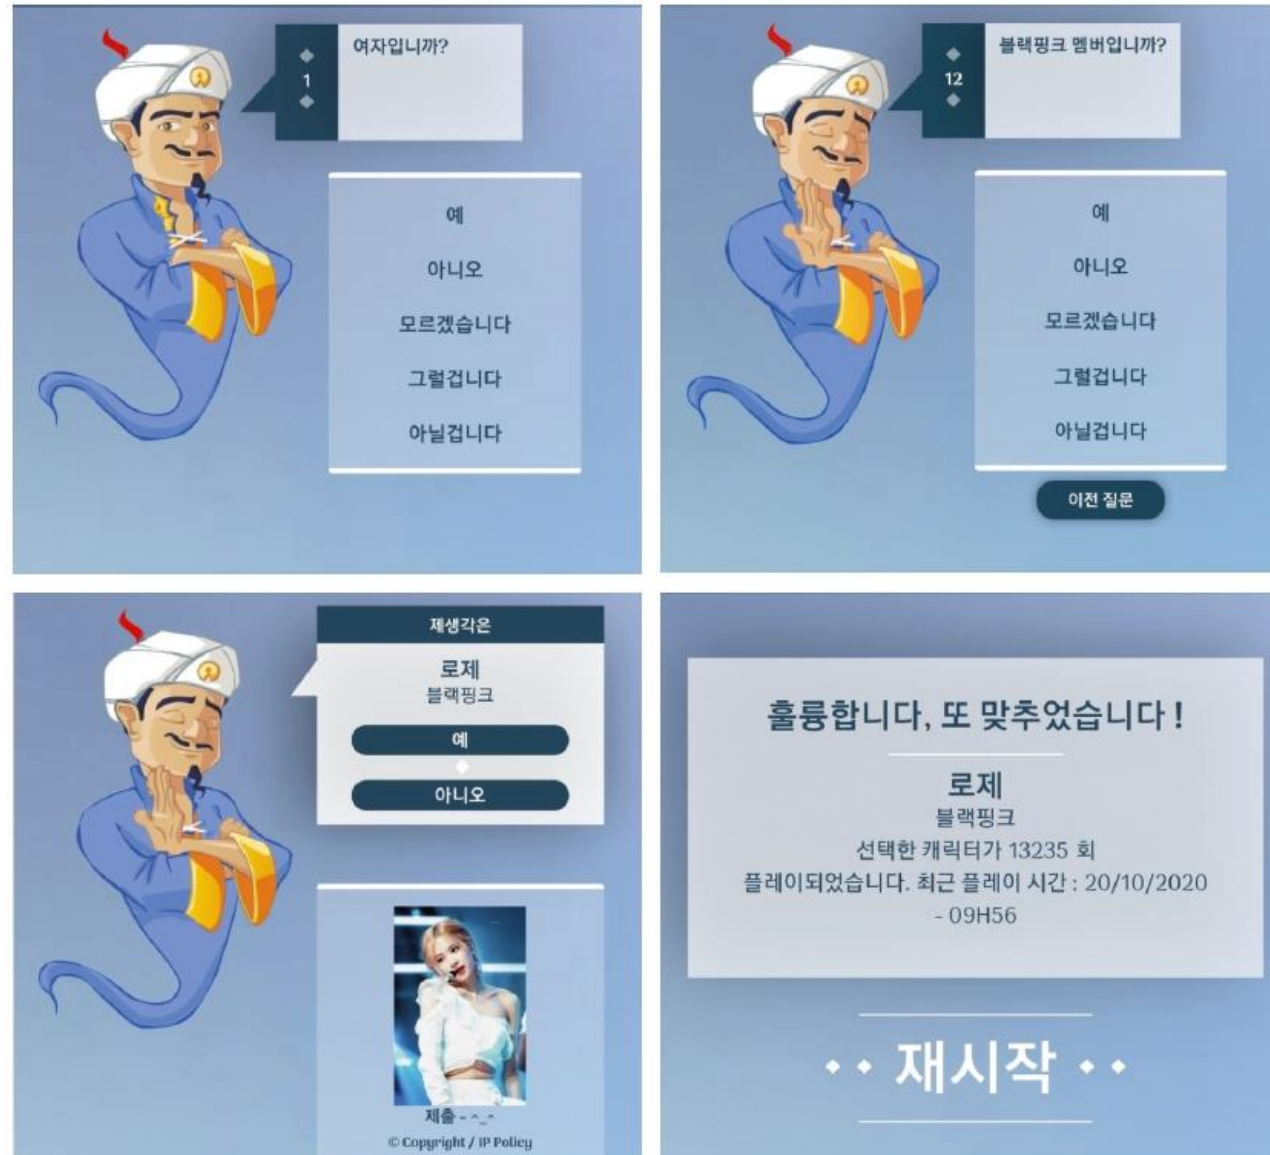 여자입니까?
1
예
아니오
모르겠습니다
그럴겁니다
아닐겁니다
블랙핑크 멤버입니까?
12
예
아니오
모르겠습니다
그럴겁니다
아닐겁니다
이전 질문
제생각은
로제
블랙핑크
예
아니오
제출 - ^_^
© Copyright / IP Policy
훌륭합니다, 또 맞추었습니다 !
로제
블랙핑크
선택한 캐릭터가 13235 회
플레이되었습니다. 최근 플레이 시간 : 20/10/2020
- 09H56
재시작